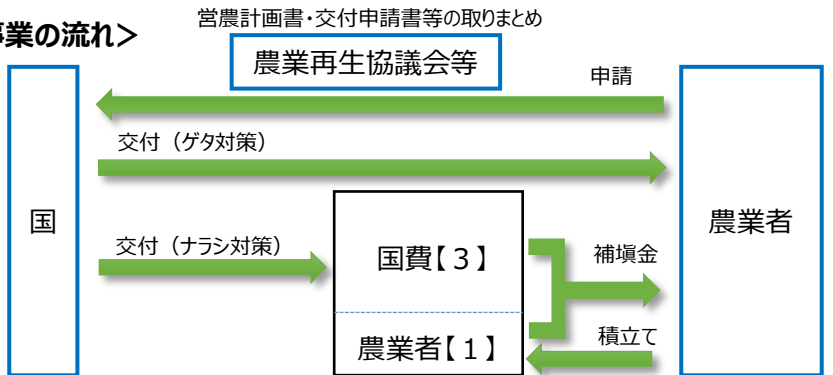 営農計画書・交付申請書等の取りまとめ
業の流れ＞
農業再生協議会等
申請
交付（ゲタ対策）
国
農業者
交付（ナラシ対策）
国費【３】
補塡金
農業者【１】
積立て